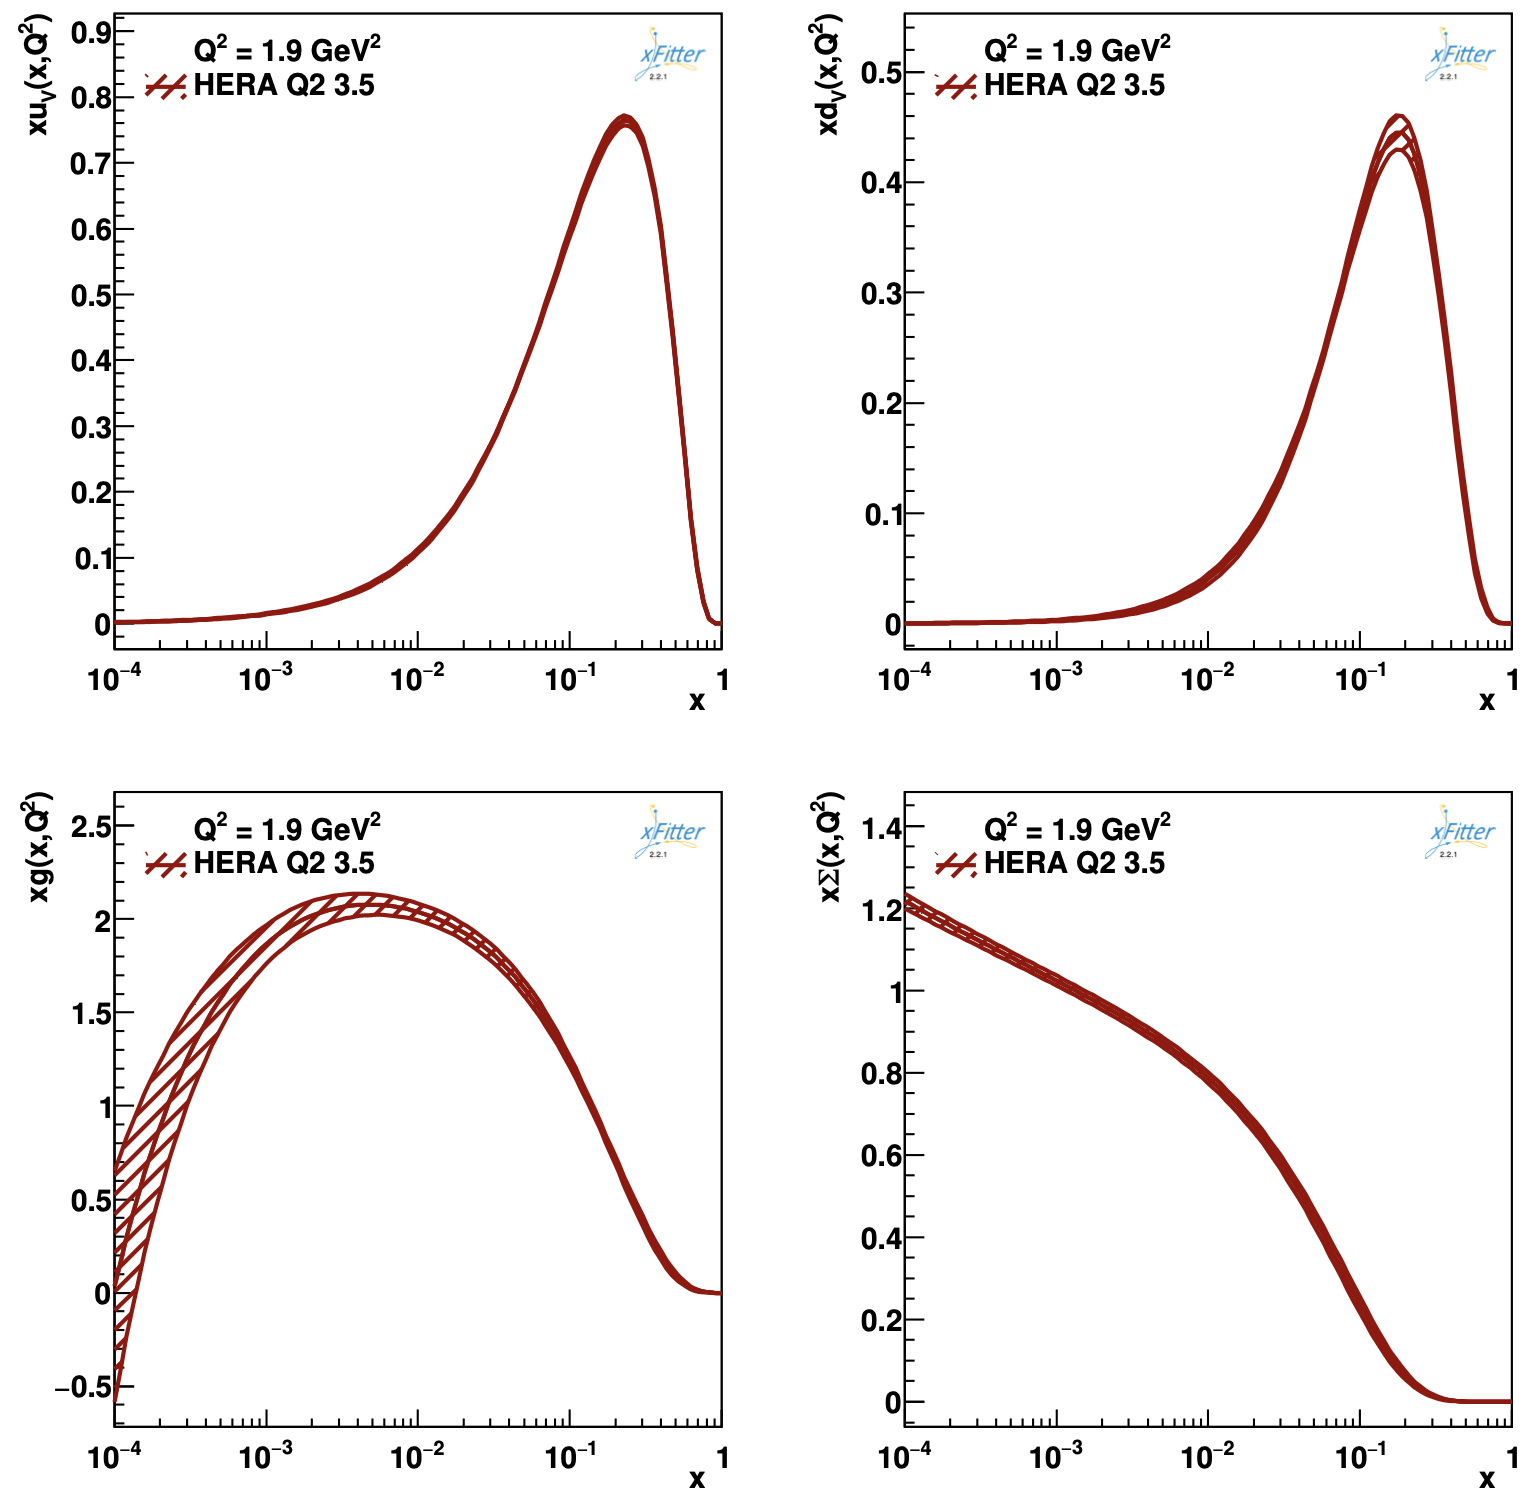 xu_V(x,Q²)
Q² = 1.9 GeV²
HERA Q2 3.5
xFitter
2.2.1
0.9
0.8
0.7
0.6
0.5
0.4
0.3
0.2
0.1
0
10⁻⁴ 10⁻³ 10⁻² 10⁻¹ 1
x
xd_V(x,Q²)
Q² = 1.9 GeV²
HERA Q2 3.5
xFitter
2.2.1
0.5
0.4
0.3
0.2
0.1
0
10⁻⁴ 10⁻³ 10⁻² 10⁻¹ 1
x
xg(x,Q²)
Q² = 1.9 GeV²
HERA Q2 3.5
xFitter
2.2.1
2.5
2
1.5
1
0.5
0
−0.5
10⁻⁴ 10⁻³ 10⁻² 10⁻¹ 1
x
xΣ(x,Q²)
Q² = 1.9 GeV²
HERA Q2 3.5
xFitter
2.2.1
1.4
1.2
1
0.8
0.6
0.4
0.2
0
10⁻⁴ 10⁻³ 10⁻² 10⁻¹ 1
x